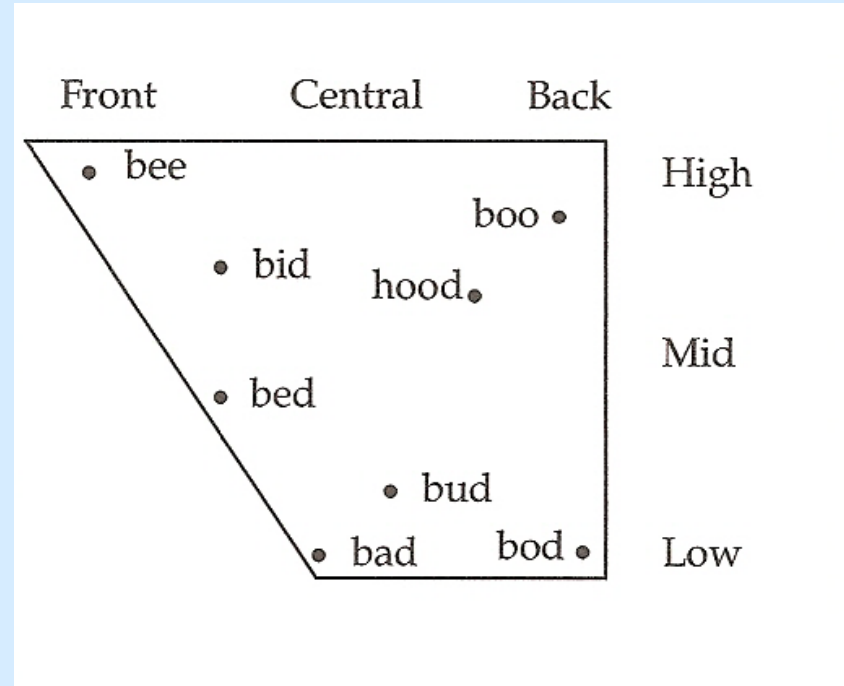 Front Central Back
bee
High
boo
bid
hood
Mid
bed
bud
bad
bod
Low